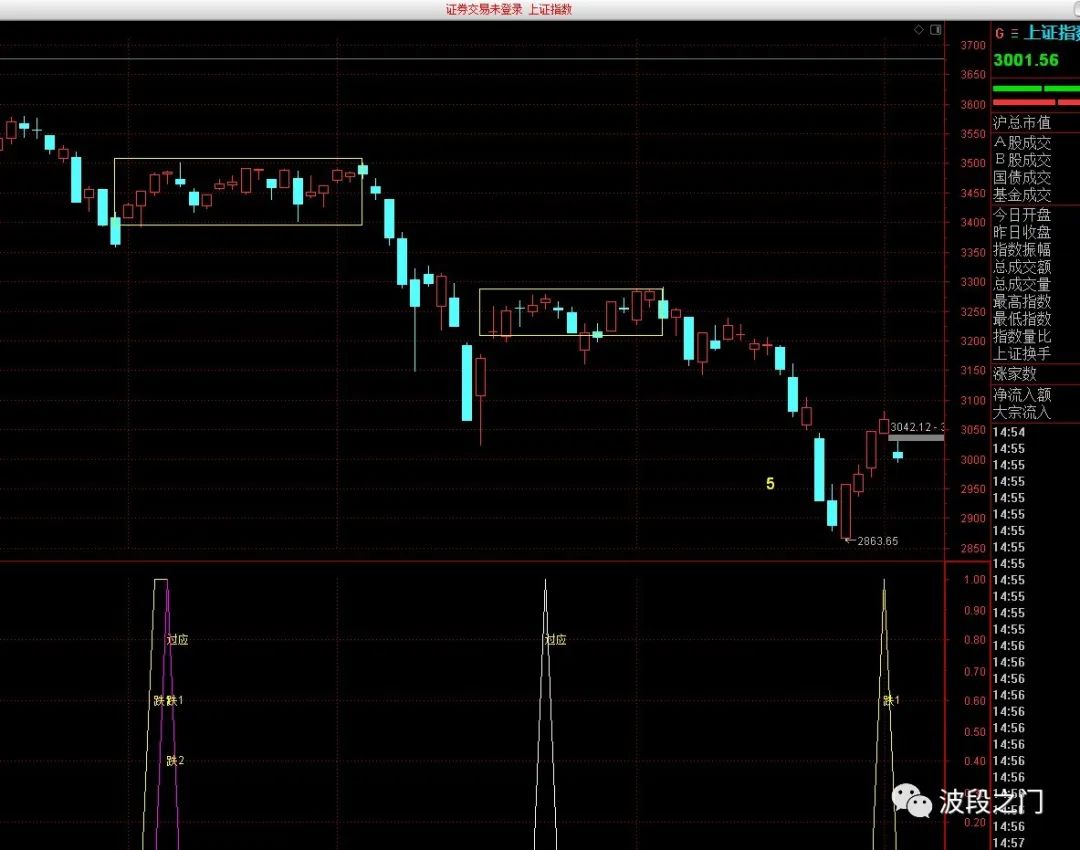 证券交易未登录 上证指数
3700
3650
3600
3550
3500
3450
3400
3350
3300
3250
3200
3150
3100
3050
3000
2950
2900
2850
3042.12 - 3
5
2863.65
1.00
0.90
0.80
0.70
0.60
0.50
0.40
0.20
过应
跌1
跌2
过应
跌1
G 上证指数
3001.56
沪总市值
A股成交
B股成交
国债成交
基金成交
今日开盘
昨日收盘
指数振幅
总成交额
总成交量
最高指数
最低指数
指数量比
上证换手
涨家数
净流入额
大宗流入
14:54
14:55
14:55
14:55
14:55
14:55
14:55
14:55
14:55
14:55
14:55
14:55
14:55
14:56
14:56
14:56
14:56
14:56
14:56
14:56
14:56
14:56
14:56
14:57
波段之门